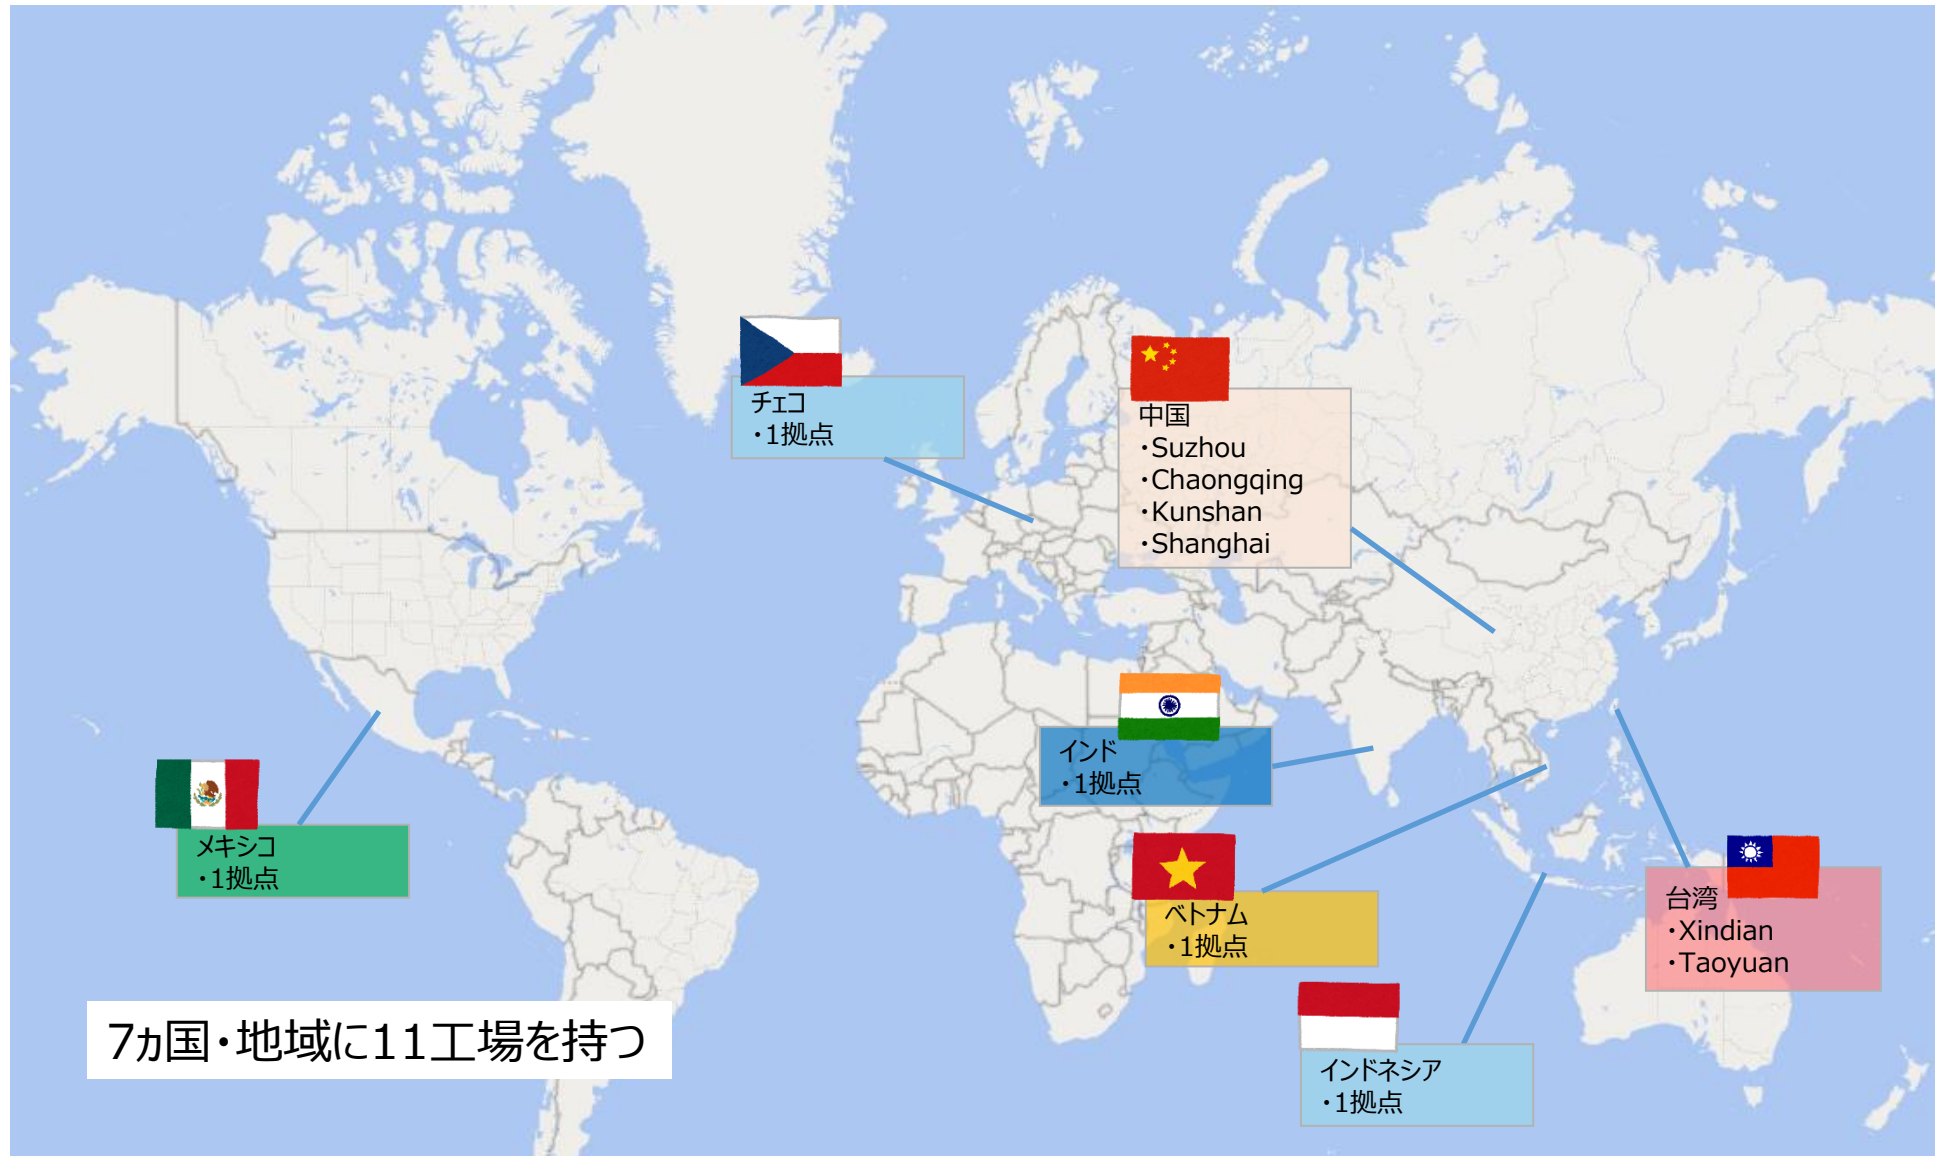 チェコ
・1拠点
中国
・Suzhou
・Chaongqing
・Kunshan
・Shanghai
インド
・1拠点
メキシコ
・1拠点
ベトナム
・1拠点
台湾
・Xindian
・Taoyuan
インドネシア
・1拠点
7ヵ国・地域に11工場を持つ